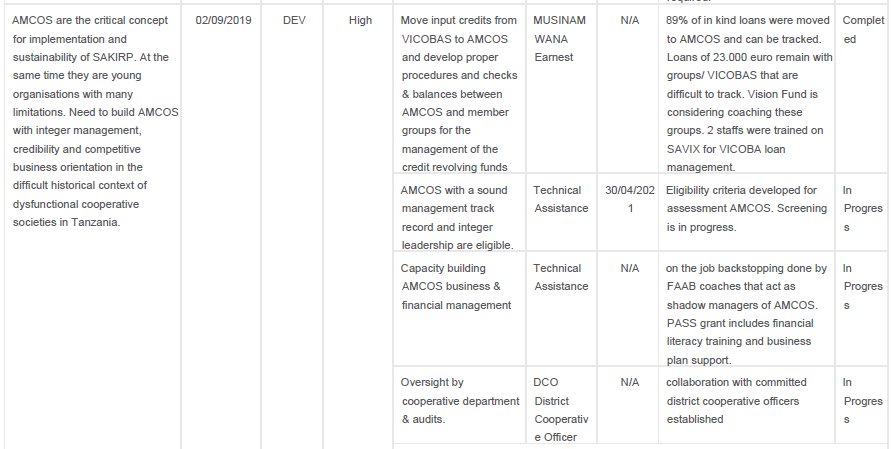 AMCOS are the critical concept
for implementation and
sustainability of SAKIRP. At the
same time they are young
organisations with many
limitations. Need to build AMCOS
with integer management,
credibility and competitive
business orientation in the
difficult historical context of
dysfunctional cooperative
societies in Tanzania.
02/09/2019
DEV
High
Move input credits from
VICOBAS to AMCOS
and develop proper
procedures and checks
& balances between
AMCOS and member
groups for the
management of the
credit revolving funds
MUSINAM
WANA
Earnest
N/A
89% of in kind loans were moved
to AMCOS and can be tracked.
Loans of 23.000 euro remain with
groups/ VICOBAS that are
difficult to track. Vision Fund is
considering coaching these
groups. 2 staffs were trained on
SAVIX for VICOBA loan
management.
Complet
ed
AMCOS with a sound
management track
record and integer
leadership are eligible.
Technical
Assistance
30/04/202
1
Eligibility criteria developed for
assessment AMCOS. Screening
is in progress.
In
Progres
s
Capacity building
AMCOS business &
financial management
Technical
Assistance
N/A
on the job backstopping done by
FAAB coaches that act as
shadow managers of AMCOS.
PASS grant includes financial
literacy training and business
plan support.
In
Progres
s
Oversight by
cooperative department
& audits.
DCO
District
Cooperativ
e Officer
N/A
collaboration with committed
district cooperative officers
established
In
Progres
s